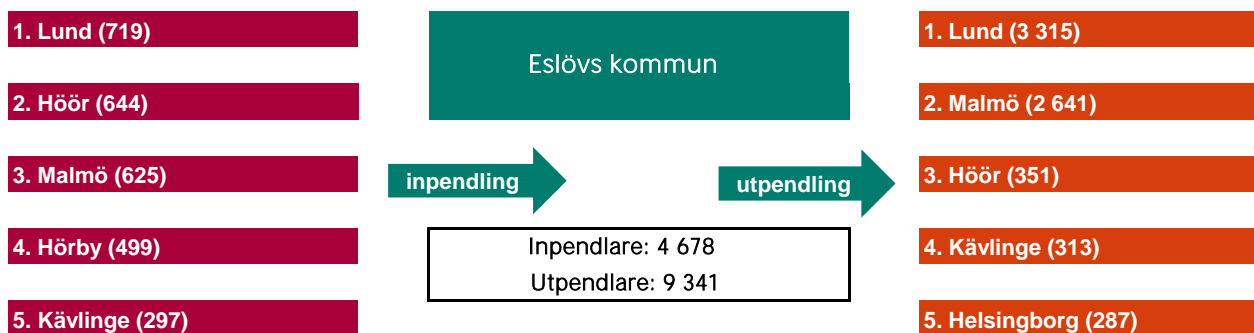 1. Lund (719)
2. Höör (644)
3. Malmö (625)
4. Hörby (499)
5. Kävlinge (297)
Eslövs kommun
inpendling
utpendling
Inpendlare: 4 678
Utpendlare: 9 341
1. Lund (3 315)
2. Malmö (2 641)
3. Höör (351)
4. Kävlinge (313)
5. Helsingborg (287)